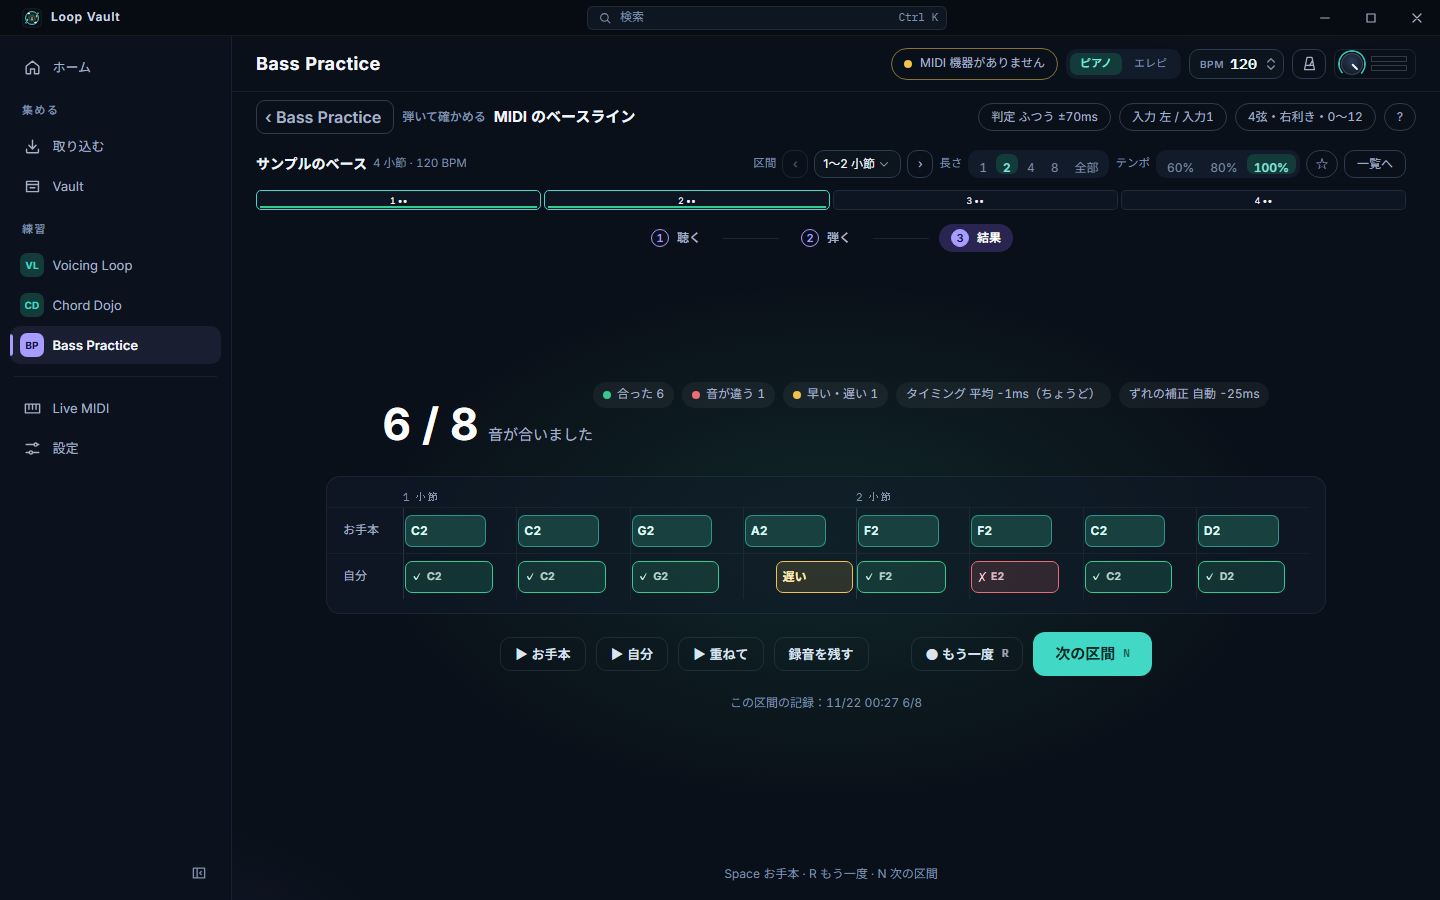 Loop Vault
検索 Ctrl K
ホーム
集める
取り込む
Vault
練習
VL Voicing Loop
CD Chord Dojo
BP Bass Practice
Live MIDI
設定
Bass Practice
MIDI 機器がありません
ピアノ エレピ
BPM 120
‹ Bass Practice 弾いて確かめる MIDI のベースライン
判定 ふつう ±70ms 入力 左 / 入力1 4弦・右利き・0〜12 ?
サンプルのベース 4 小節 · 120 BPM
区間 ‹ 1〜2 小節 › 長さ 1 2 4 8 全部 テンポ 60% 80% 100% ☆ 一覧へ
1 •• 2 •• 3 •• 4 ••
1 聴く 2 弾く 3 結果
合った 6 音が違う 1 早い・遅い 1 タイミング 平均 -1ms（ちょうど） ずれの補正 自動 -25ms
6 / 8 音が合いました
1 小節 2 小節
お手本 C2 C2 G2 A2 F2 F2 C2 D2
自分 ✓ C2 ✓ C2 ✓ G2 遅い ✓ F2 ✗ E2 ✓ C2 ✓ D2
▶ お手本 ▶ 自分 ▶ 重ねて 録音を残す ● もう一度 R 次の区間 N
この区間の記録：11/22 00:27 6/8
Space お手本 · R もう一度 · N 次の区間